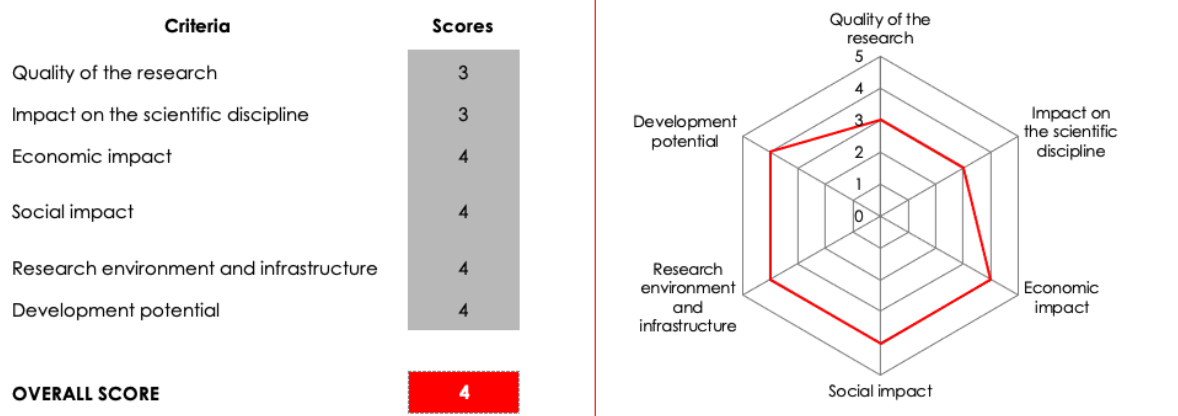 Criteria Scores
Quality of the research 3
Impact on the scientific discipline 3
Economic impact 4
Social impact 4
Research environment and infrastructure 4
Development potential 4
OVERALL SCORE 4
Quality of the
research
5
4
3
2
1
0
Impact on
the scientific
discipline
Economic
impact
Social impact
Research
environment
and
infrastructure
Development
potential